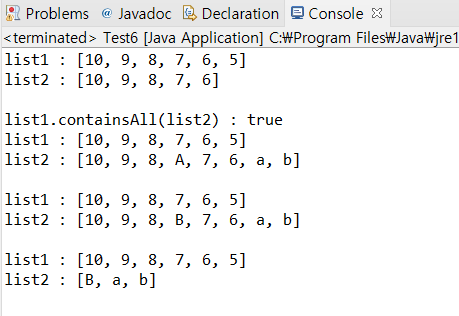 Problems @ Javadoc Declaration Console
<terminated> Test6 [Java Application] C:₩Program Files₩Java₩jre1
list1 : [10, 9, 8, 7, 6, 5]
list2 : [10, 9, 8, 7, 6]
list1.containsAll(list2) : true
list1 : [10, 9, 8, 7, 6, 5]
list2 : [10, 9, 8, A, 7, 6, a, b]
list1 : [10, 9, 8, 7, 6, 5]
list2 : [10, 9, 8, B, 7, 6, a, b]
list1 : [10, 9, 8, 7, 6, 5]
list2 : [B, a, b]